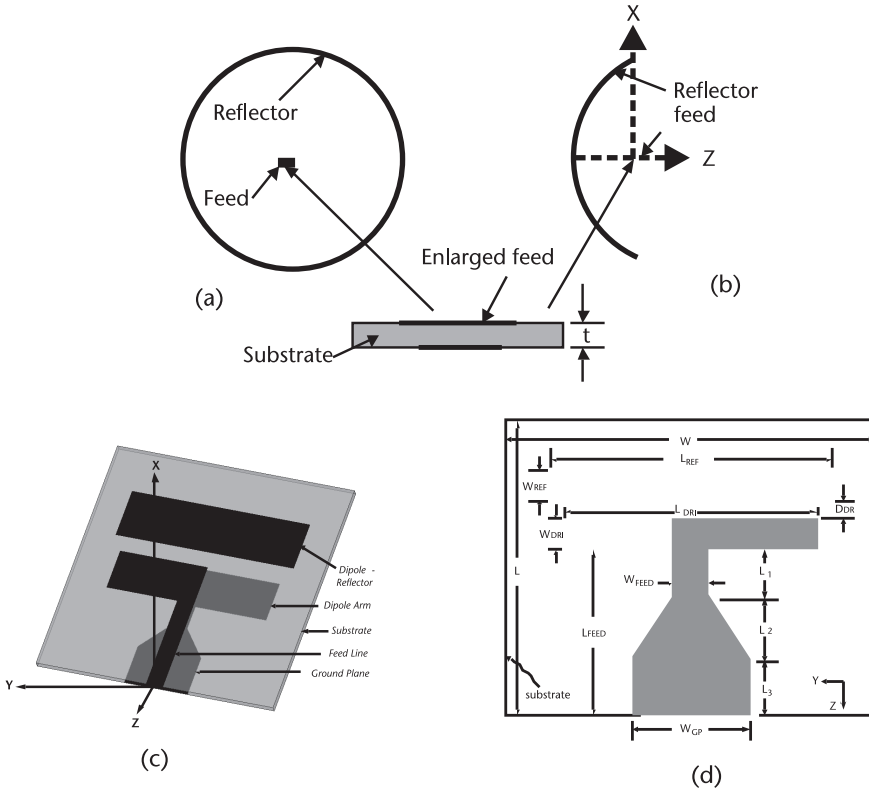 X
Reflector
Reflector
feed
Z
Feed
Enlarged feed
(a)
(b)
t
Substrate
X
W
LREF
WREF
DDR
L DRI
WDRI
Dipole -
Reflector
L
L1
WFEED
Dipole Arm
Substrate
LFEED
L2
Feed Line
Ground Plane
Y
substrate
L3
Y
Z
Z
WGP
(c)
(d)